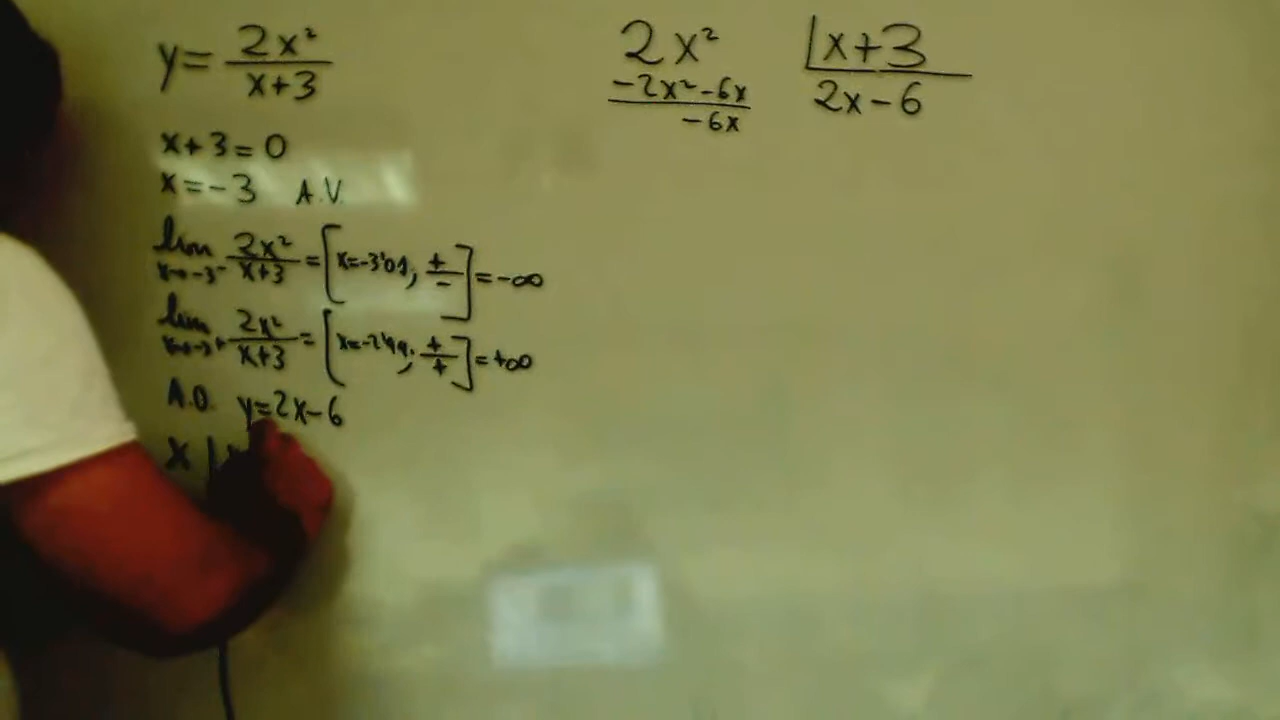 y= 2x²/x+3
x+3=0
x=-3 A.V.
lim x→-3⁻ 2x²/x+3 = [x=-3'01, +/-] = -∞
lim x→-3⁺ 2x²/x+3 = [x=-2'99, +/+] = +∞
A.O. y=2x-6
x
2x² |x+3
-2x²-6x 2x-6
-6x